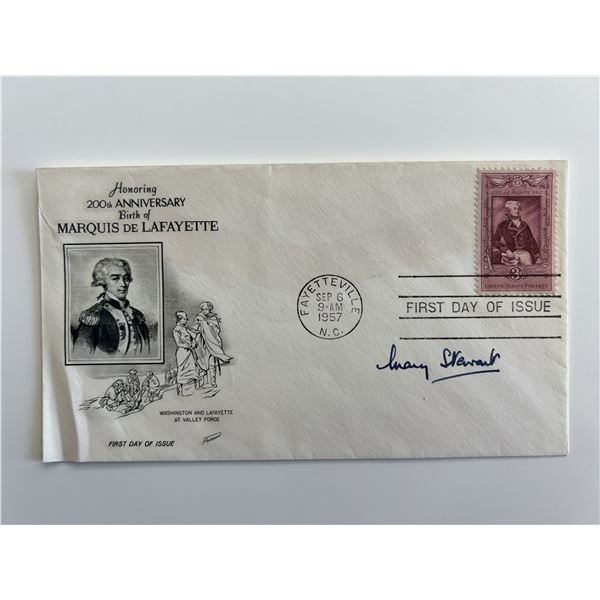 Honoring
200th ANNIVERSARY
Birth of
MARQUIS DE LAFAYETTE
WASHINGTON AND LAFAYETTE
AT VALLEY FORGE
FIRST DAY OF ISSUE
FAYETTEVILLE
SEP 6
9-AM
1957
N.C.
3¢
United States Postage
FIRST DAY OF ISSUE
Mary Stewart